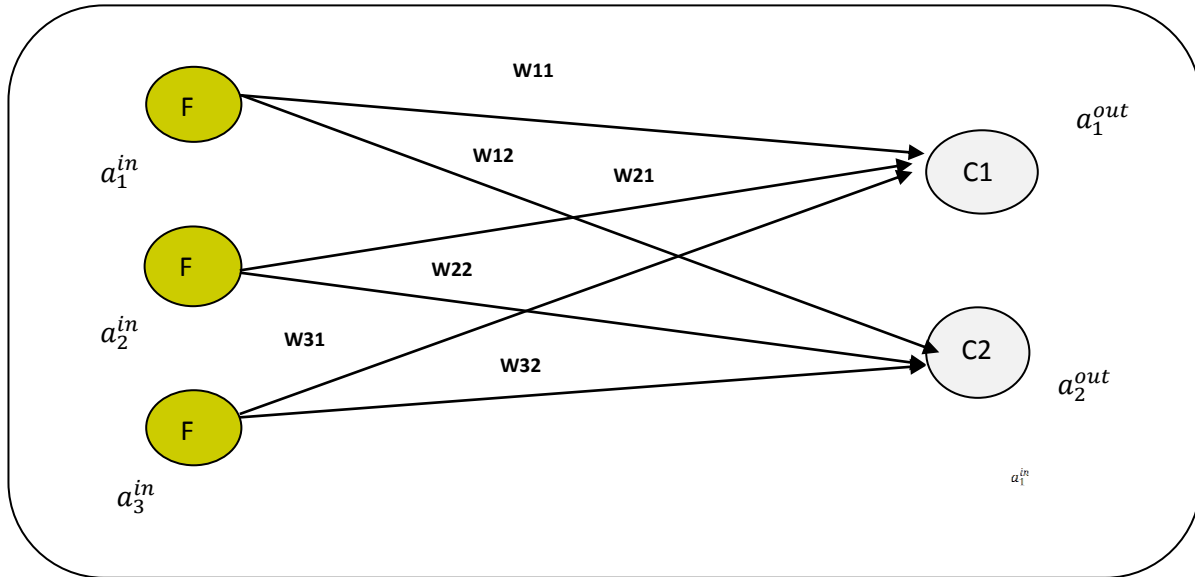 W11
F
a_1^{out}
W12
W21
C1
a_1^{in}
F
W22
a_2^{in}
W31
C2
W32
a_2^{out}
F
a_1^{in}
a_3^{in}